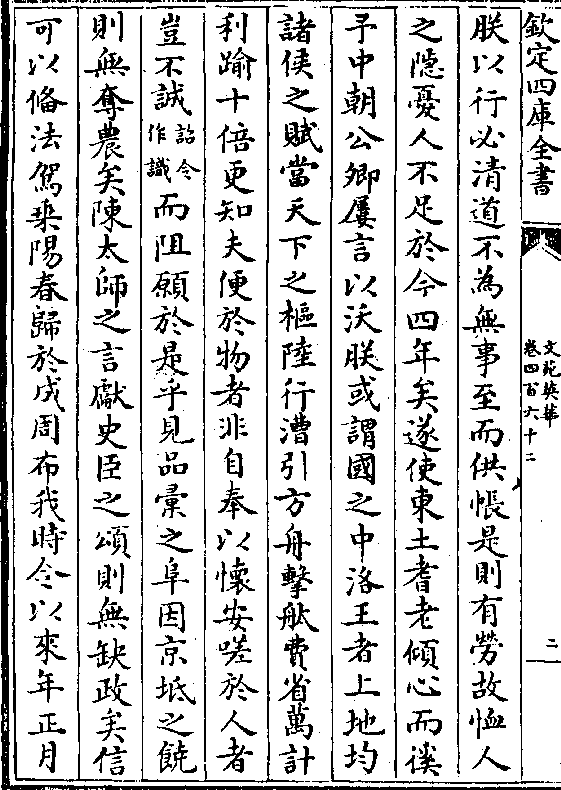 欽定四庫全書
文苑英華
卷四百六十二
二
朕以行必清道不為無事至而供帳是則有勞故恤人
之隱憂人不足於今四年矣遂使東土耆老傾心而徯
予中朝公卿屢言以沃朕或謂國之中洛王者上地均
諸侯之賦當天下之樞陸行漕引方舟擊舩費省萬計
利踰十倍更知夫便於物者非自奉以懷安嗟於人者
豈不誠詔令作識而阻願於是乎見品彙之阜因京坻之饒
則無奪農矣陳太師之言獻史臣之頌則無缺政矣信
可以備法駕乗陽春歸於成周布我時令以來年正月